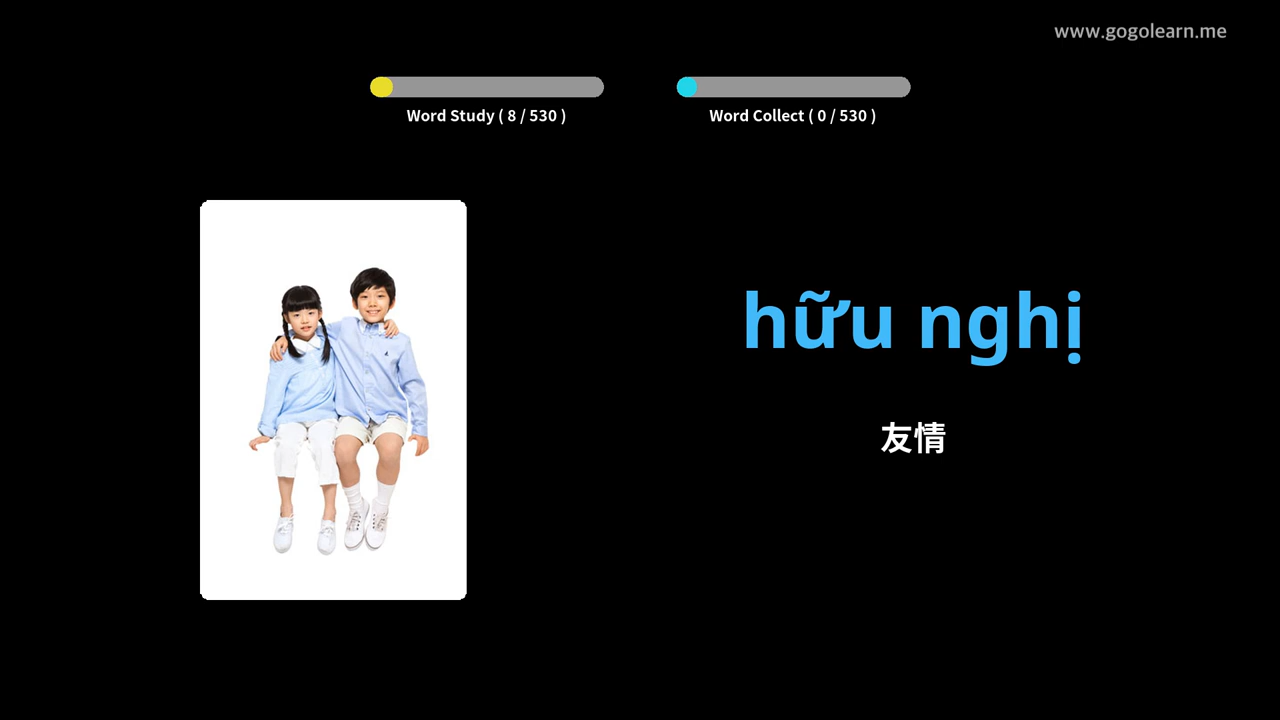 www.gogolearn.me
Word Study ( 8 / 530 )
Word Collect ( 0 / 530 )
hữu nghị
友情